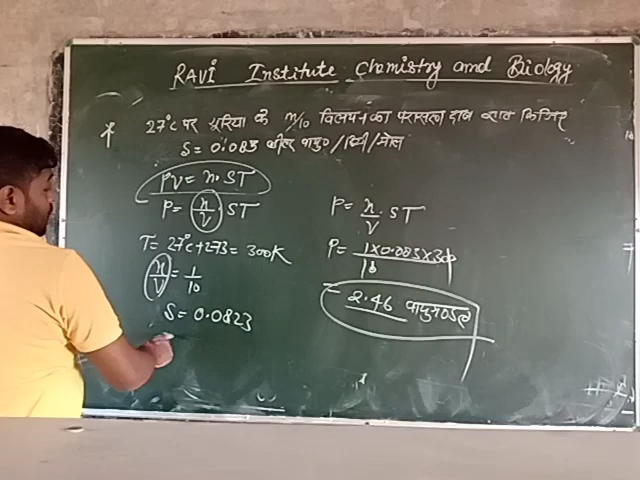 RAVI Institute Chemistry and Biology
* 27°C पर यूरिया के M/10 विलयन का परासरण दाब ज्ञात किजिए
S = 0.083 लीटर वायु0/डिग्री/मोल
PV = n·ST
P = n/V · ST
T = 27°C + 273 = 300K
n/V = 1/10
S = 0.0823
P = n/V · ST
P = 1×0.083×300/10
= 2.46 वायुमण्डल